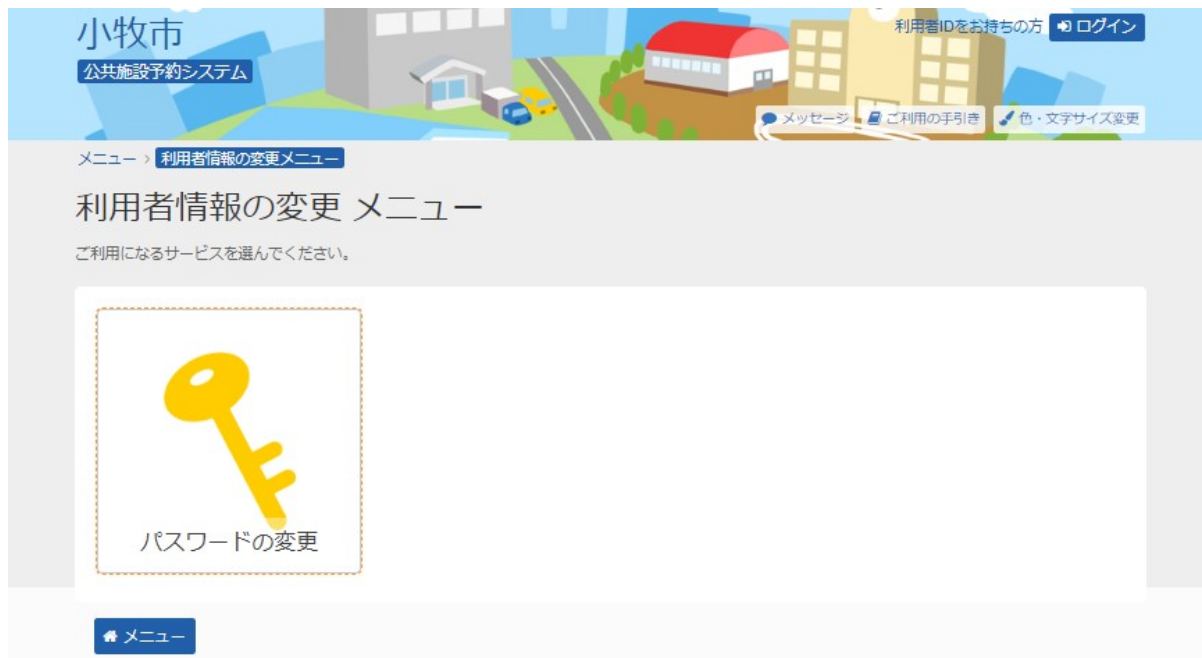 小牧市
利用者IDをお持ちの方 ログイン
公共施設予約システム
メッセージ ご利用の手引き 色・文字サイズ変更
メニュー › 利用者情報の変更メニュー
利用者情報の変更 メニュー
ご利用になるサービスを選んでください。
パスワードの変更
メニュー